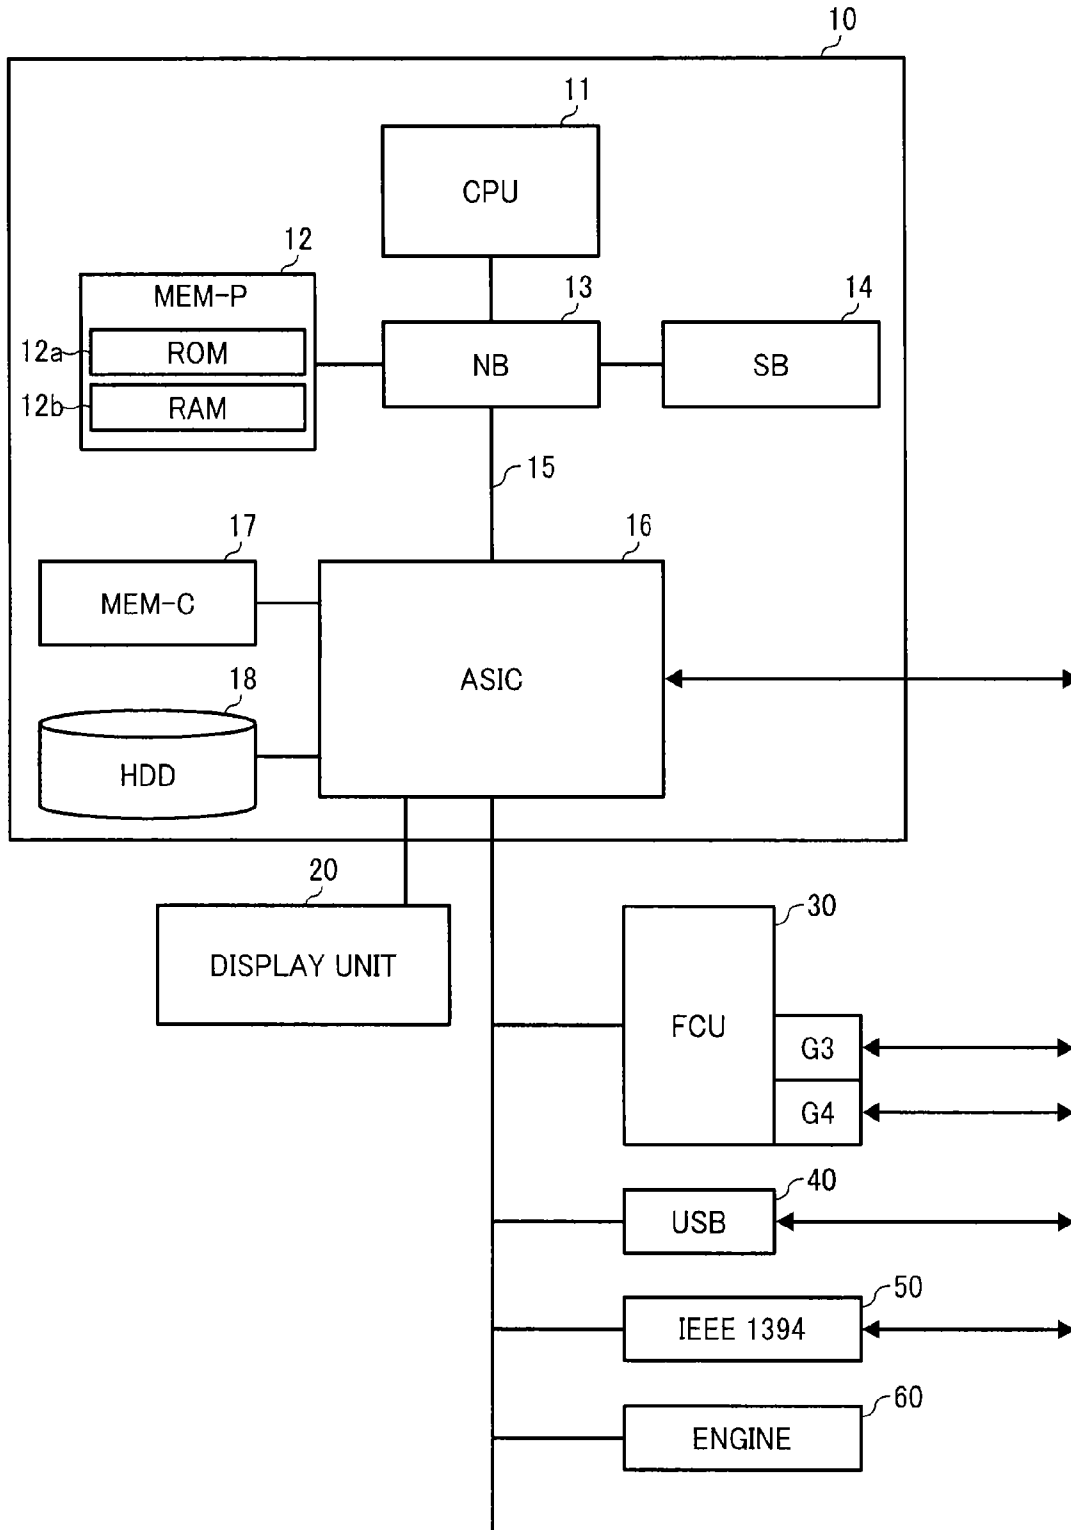 10
11
CPU
12
MEM-P
12a
ROM
12b
RAM
13
NB
14
SB
15
16
ASIC
17
MEM-C
18
HDD
20
DISPLAY UNIT
30
FCU
G3
G4
40
USB
50
IEEE 1394
60
ENGINE